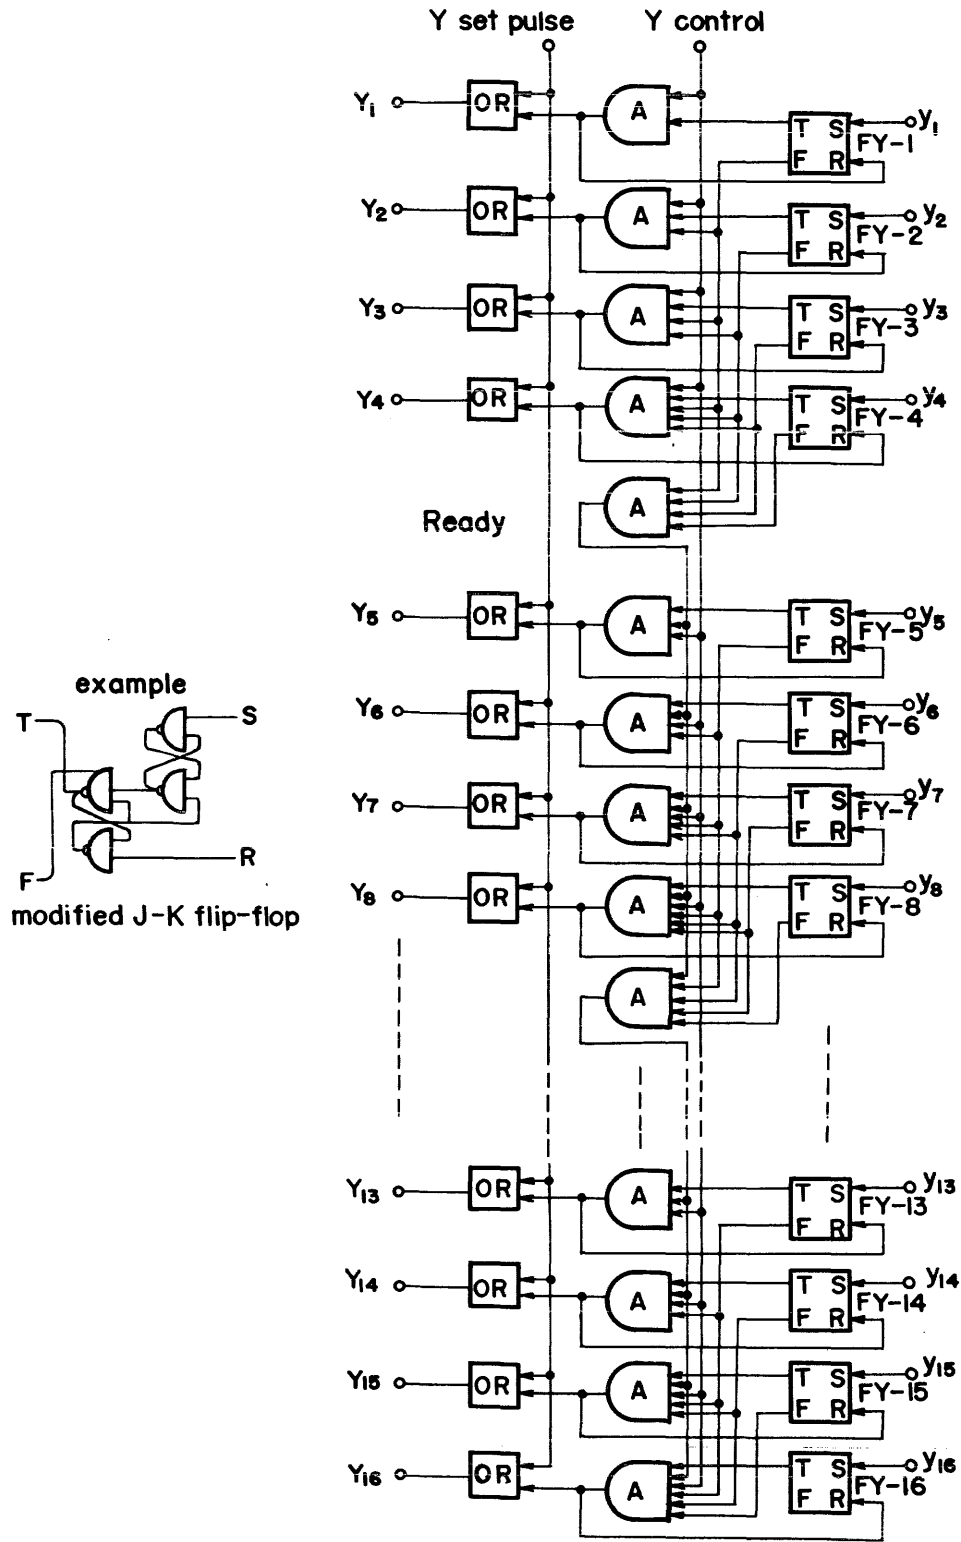 Y set pulse Y control
Y1 OR A T S y1
FY-1
F R
Y2 OR A T S y2
FY-2
F R
Y3 OR A T S y3
FY-3
F R
Y4 OR A T S y4
FY-4
F R
A
Ready
Y5 OR A T S y5
FY-5
F R
example
T S
R
F
modified J-K flip-flop
Y6 OR A T S y6
FY-6
F R
Y7 OR A T S y7
FY-7
F R
Y8 OR A T S y8
FY-8
F R
A
Y13 OR A T S y13
FY-13
F R
Y14 OR A T S y14
FY-14
F R
Y15 OR A T S y15
FY-15
F R
Y16 OR A T S y16
FY-16
F R